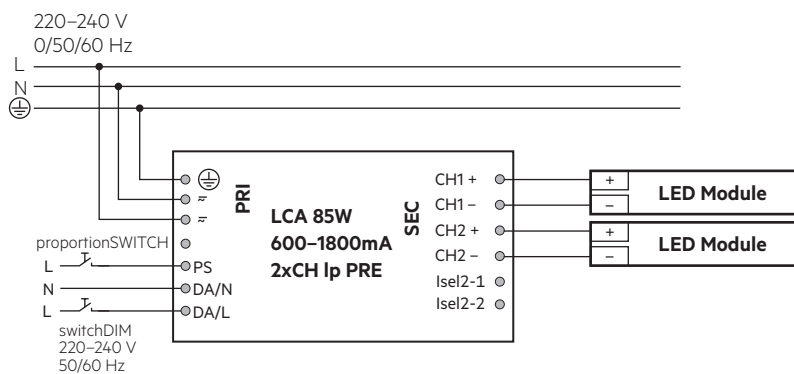 220–240 V
0/50/60 Hz
L
N
PRI
≂
≂
LCA 85W
600–1800mA
2xCH lp PRE
SEC
CH1 +
CH1 –
CH2 +
CH2 –
Isel2-1
Isel2-2
+
–
LED Module
+
–
LED Module
proportionSWITCH
L
PS
N
DA/N
L
DA/L
switchDIM
220–240 V
50/60 Hz